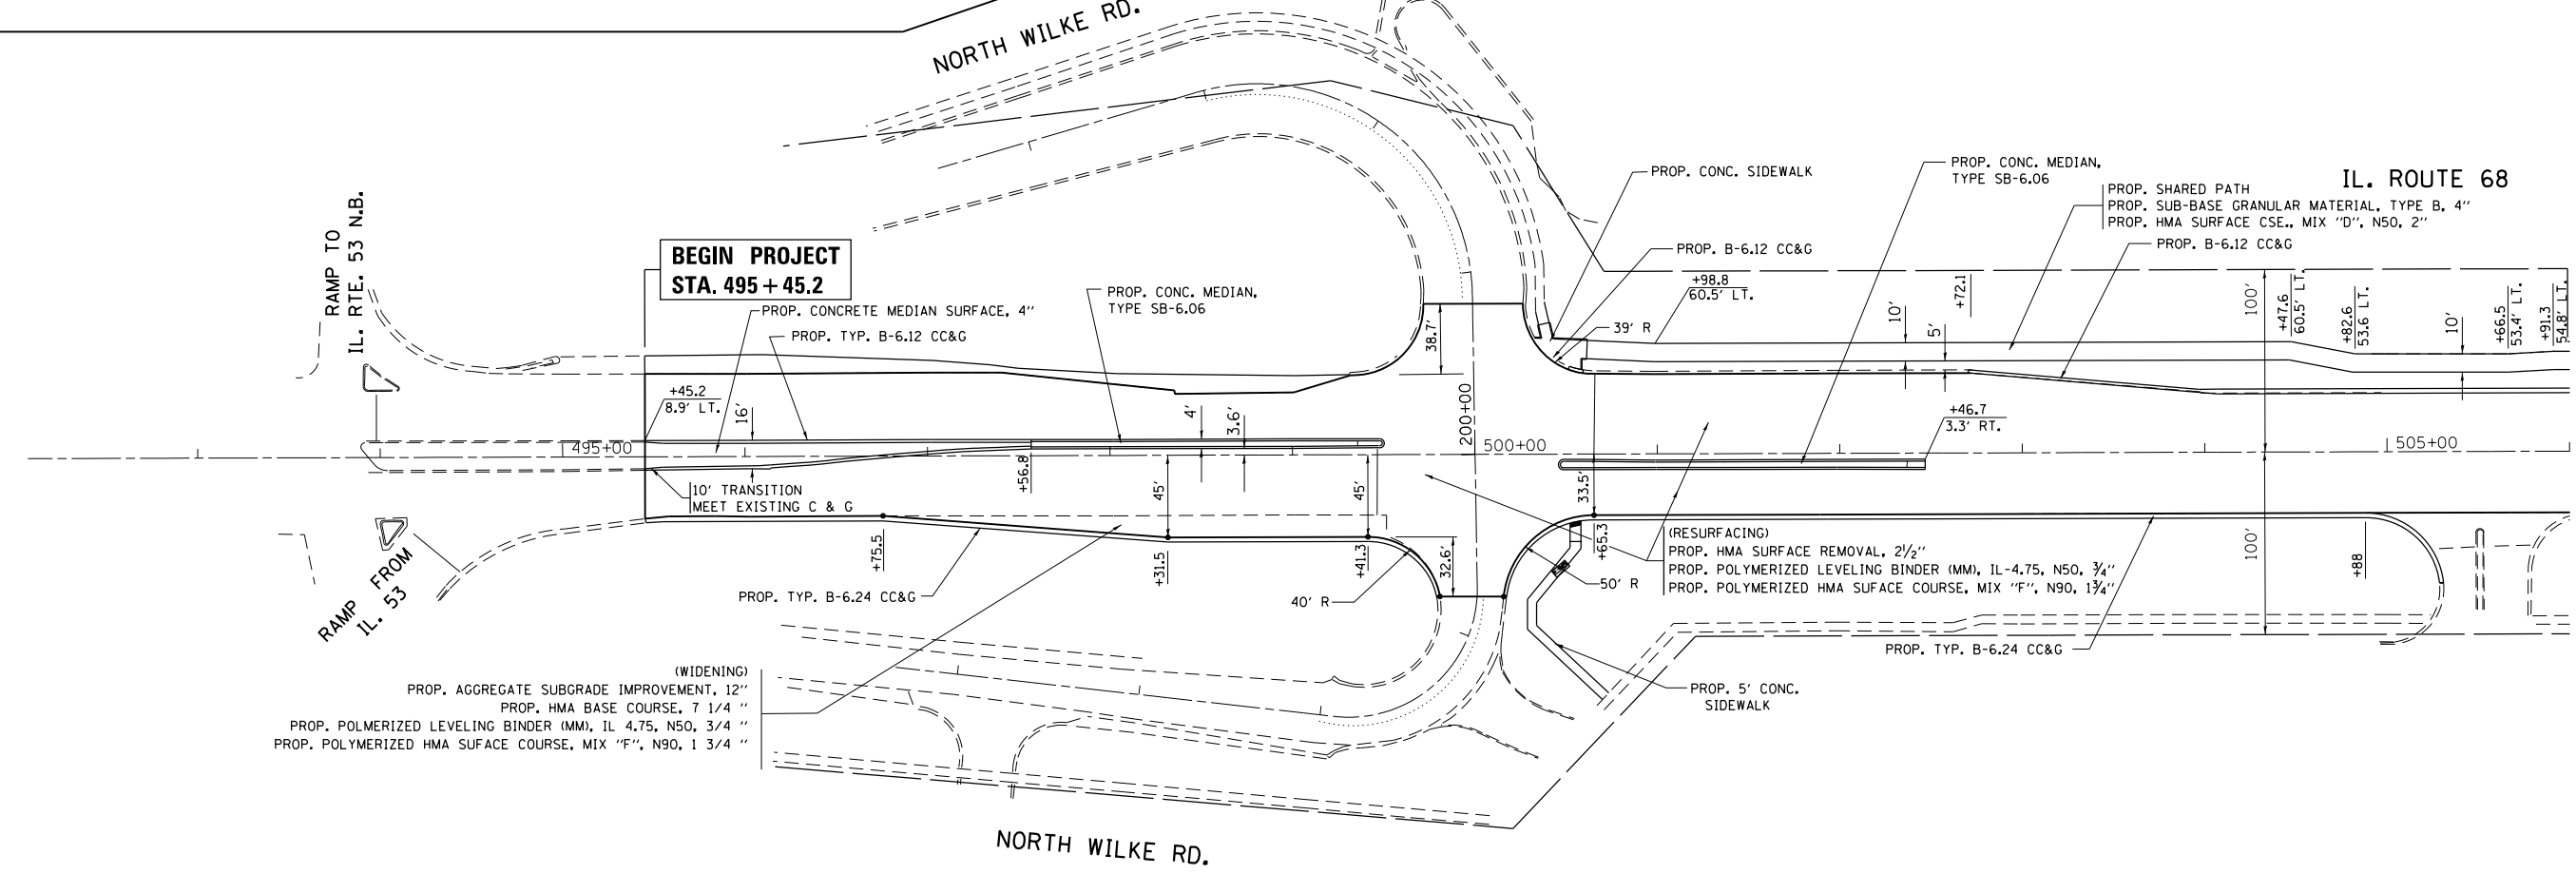 NORTH WILKE RD.
RAMP TO
IL. RTE. 53 N.B.
BEGIN PROJECT
STA. 495+45.2
PROP. CONCRETE MEDIAN SURFACE, 4"
PROP. TYP. B-6.12 CC&G
PROP. CONC. MEDIAN,
TYPE SB-6.06
PROP. CONC. SIDEWALK
PROP. B-6.12 CC&G
39' R
38.7'
PROP. CONC. MEDIAN,
TYPE SB-6.06
IL. ROUTE 68
PROP. SHARED PATH
PROP. SUB-BASE GRANULAR MATERIAL, TYPE B, 4"
PROP. HMA SURFACE CSE., MIX "D", N50, 2"
PROP. B-6.12 CC&G
+98.8
60.5' LT.
10'
5'
+72.1
100'
+47.6
60.5' LT.
+82.6
53.6 LT.
10'
+66.5
53.4' LT.
+91.3
54.8' LT.
+45.2
8.9' LT.
16'
4'
3.6'
+46.7
3.3' RT.
495+00
200+00
500+00
505+00
10' TRANSITION
MEET EXISTING C & G
+56.8
45'
45'
33.5'
+75.5
+31.5
+41.3
32.6'
+65.3
100'
+88
RAMP FROM
IL. 53
PROP. TYP. B-6.24 CC&G
40' R
50' R
(RESURFACING)
PROP. HMA SURFACE REMOVAL, 2½"
PROP. POLYMERIZED LEVELING BINDER (MM), IL-4.75, N50, ¾"
PROP. POLYMERIZED HMA SUFACE COURSE, MIX "F", N90, 1¾"
PROP. TYP. B-6.24 CC&G
PROP. 5' CONC.
SIDEWALK
(WIDENING)
PROP. AGGREGATE SUBGRADE IMPROVEMENT, 12"
PROP. HMA BASE COURSE, 7 1/4 "
PROP. POLMERIZED LEVELING BINDER (MM), IL 4.75, N50, 3/4 "
PROP. POLYMERIZED HMA SUFACE COURSE, MIX "F", N90, 1 3/4 "
NORTH WILKE RD.